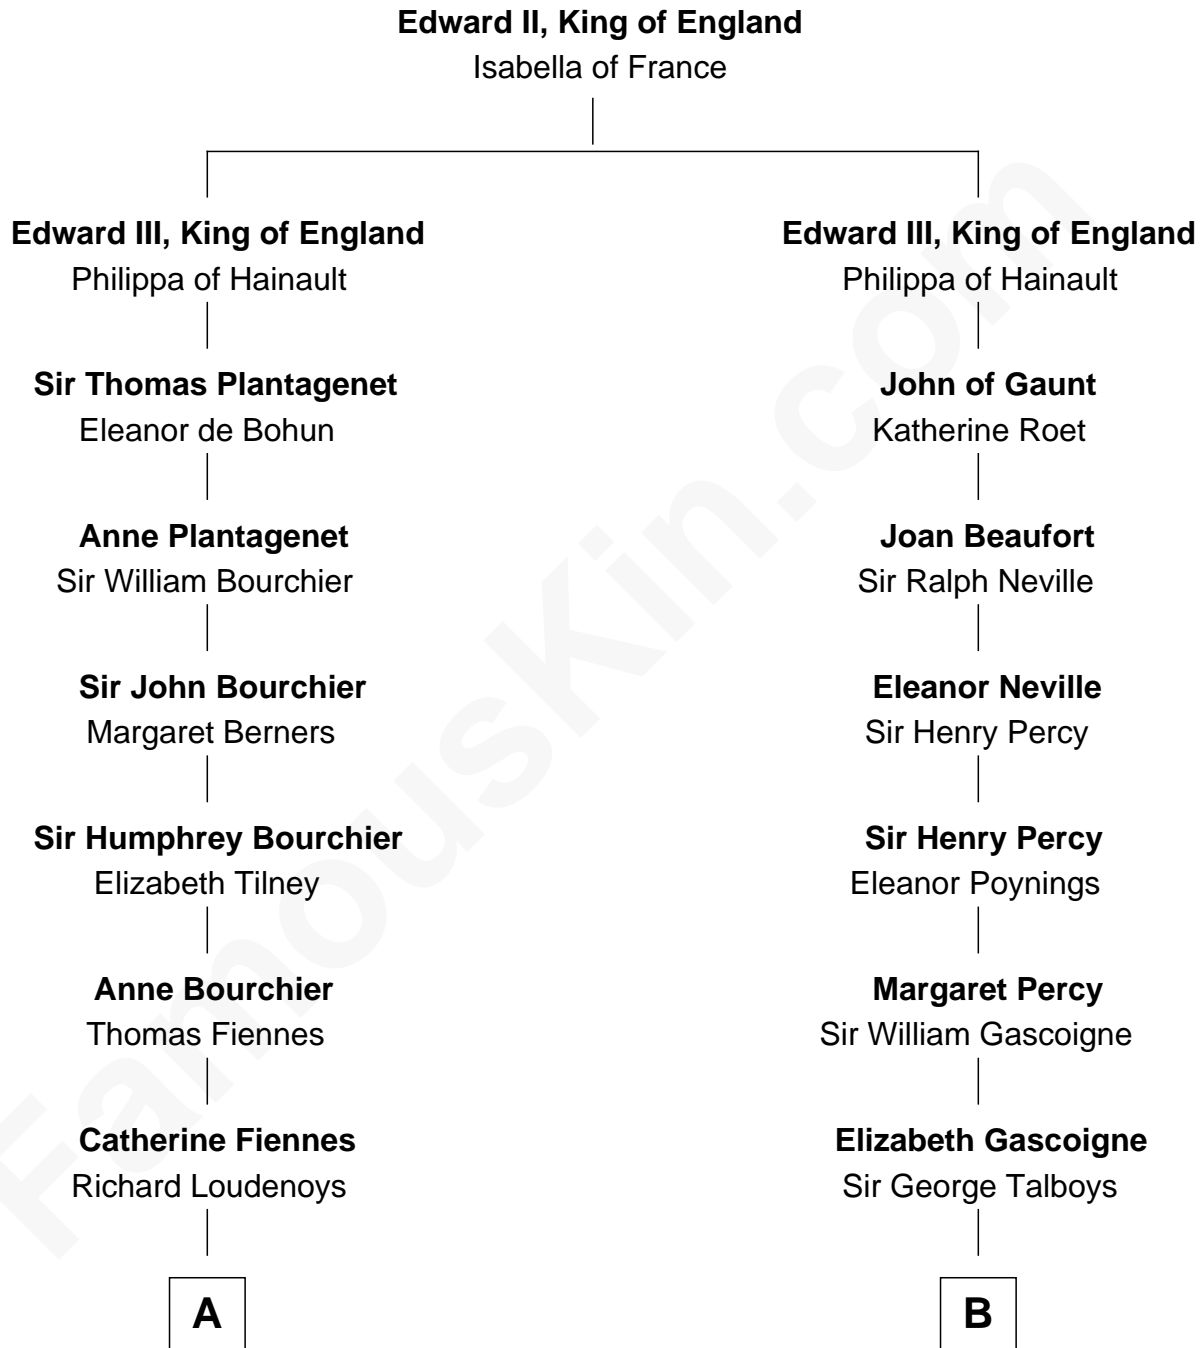 Edward II, King of England
Isabella of France
Edward III, King of England
Philippa of Hainault
Sir Thomas Plantagenet
Eleanor de Bohun
Anne Plantagenet
Sir William Bourchier
Sir John Bourchier
Margaret Berners
Sir Humphrey Bourchier
Elizabeth Tilney
Anne Bourchier
Thomas Fiennes
Catherine Fiennes
Richard Loudenoys
A
Edward III, King of England
Philippa of Hainault
John of Gaunt
Katherine Roet
Joan Beaufort
Sir Ralph Neville
Eleanor Neville
Sir Henry Percy
Sir Henry Percy
Eleanor Poynings
Margaret Percy
Sir William Gascoigne
Elizabeth Gascoigne
Sir George Talboys
B
FamousKin.com